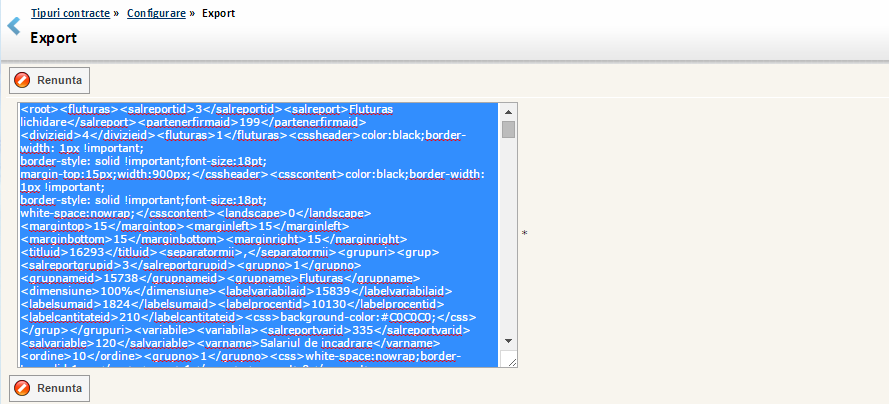 Tipuri contracte » Configurare » Export
Export
Renunta
<root><fluturas><salreportid>3</salreportid><salreport>Fluturas
lichidare</salreport><partenerfirmaid>199</partenerfirmaid>
<divizieid>4</divizieid><fluturas>1</fluturas><cssheader>color:black;border-
width: 1px !important;
border-style: solid !important;font-size:18pt;
margin-top:15px;width:900px;</cssheader><csscontent>color:black;border-width:
1px !important;
border-style: solid !important;font-size:18pt;
white-space:nowrap;</csscontent><landscape>0</landscape>
<margintop>15</margintop><marginleft>15</marginleft>
<marginbottom>15</marginbottom><marginright>15</marginright>
<titluid>16293</titluid><separatormii>,</separatormii><grupuri><grup>
<salreportgrupid>3</salreportgrupid><grupno>1</grupno>
<grupnameid>15738</grupnameid><grupname>Fluturas</grupname>
<dimensiune>100%</dimensiune><labelvariabilaid>15839</labelvariabilaid>
<labelsumaid>1824</labelsumaid><labelprocentid>10130</labelprocentid>
<labelcantitateid>210</labelcantitateid><css>background-color:#C0C0C0;</css>
</grup></grupuri><variabile><variabila><salreportvarid>335</salreportvarid>
<salvariable>120</salvariable><varname>Salariul de incadrare</varname>
<ordine>10</ordine><grupno>1</grupno><css>white-space:nowrap;border-
*
Renunta